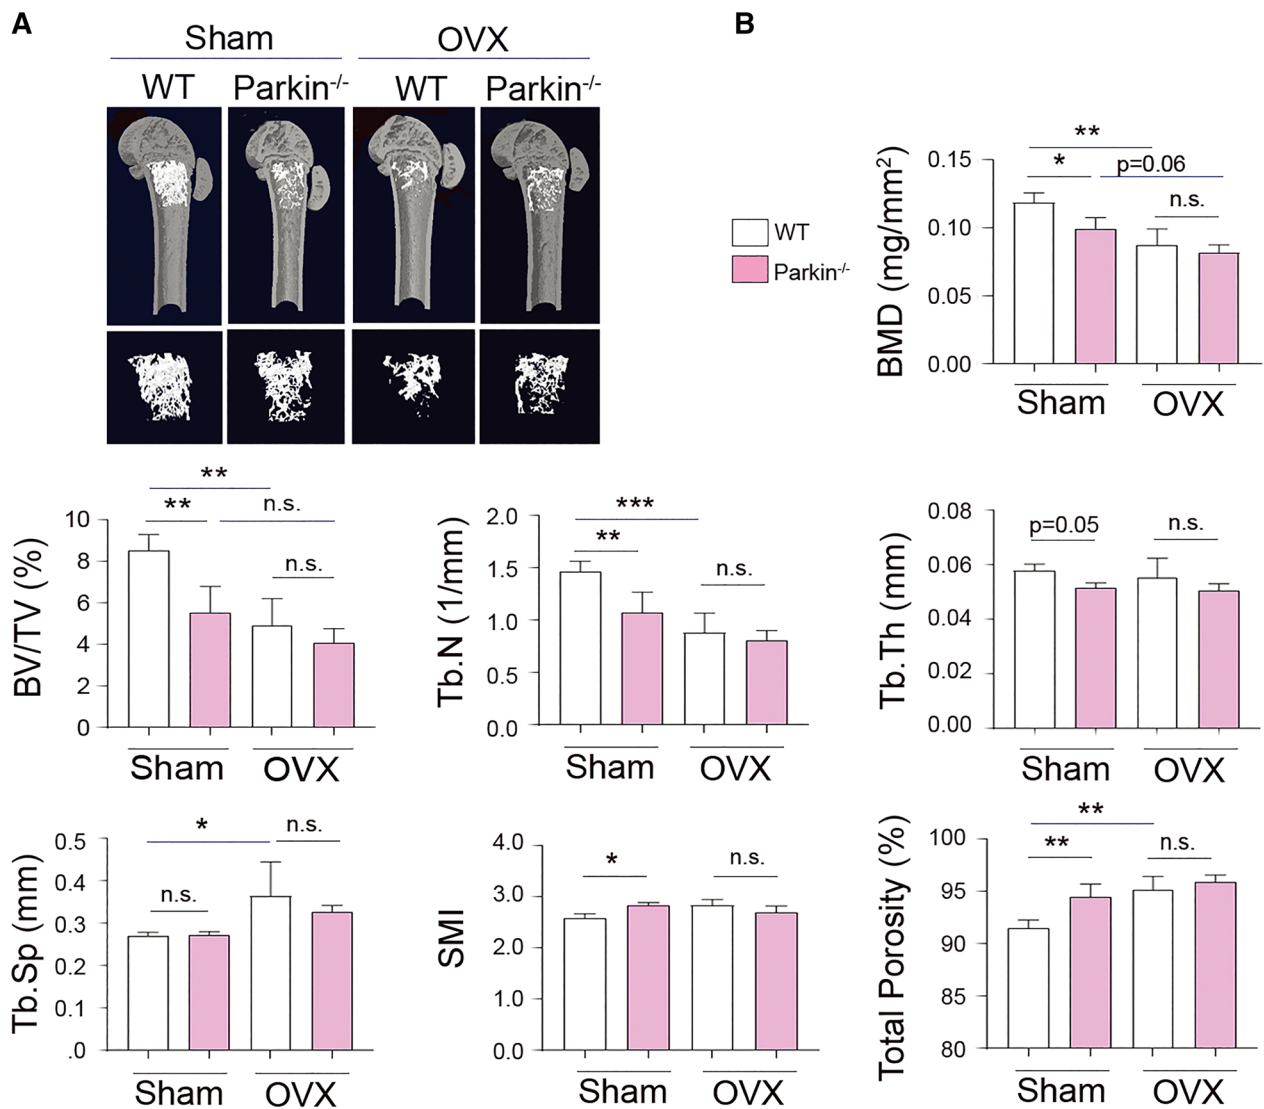 A
Sham OVX
WT Parkin-/- WT Parkin-/-
B
WT
Parkin-/-
BMD (mg/mm2)
0.15
0.10
0.05
0.00
**
*
p=0.06
n.s.
Sham OVX
BV/TV (%)
10
8
6
4
2
0
**
**
n.s.
n.s.
Sham OVX
Tb.N (1/mm)
2.0
1.5
1.0
0.5
0.0
***
**
n.s.
Sham OVX
Tb.Th (mm)
0.08
0.06
0.04
0.02
0.00
p=0.05
n.s.
Sham OVX
Tb.Sp (mm)
0.5
0.4
0.3
0.2
0.1
.0
*
n.s.
n.s.
Sham OVX
SMI
4.0
3.0
2.0
1.0
0.0
*
n.s.
Sham OVX
Total Porosity (%)
100
95
90
85
80
**
**
n.s.
Sham OVX